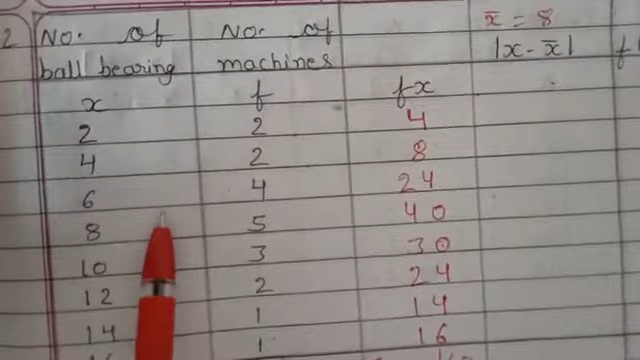 2 No. of No. of x̄ = 8
ball bearing machines |x - x̄| f
x f fx
2 2 4
4 2 8
6 4 24
8 5 40
10 3 30
12 2 24
14 1 14
1 16